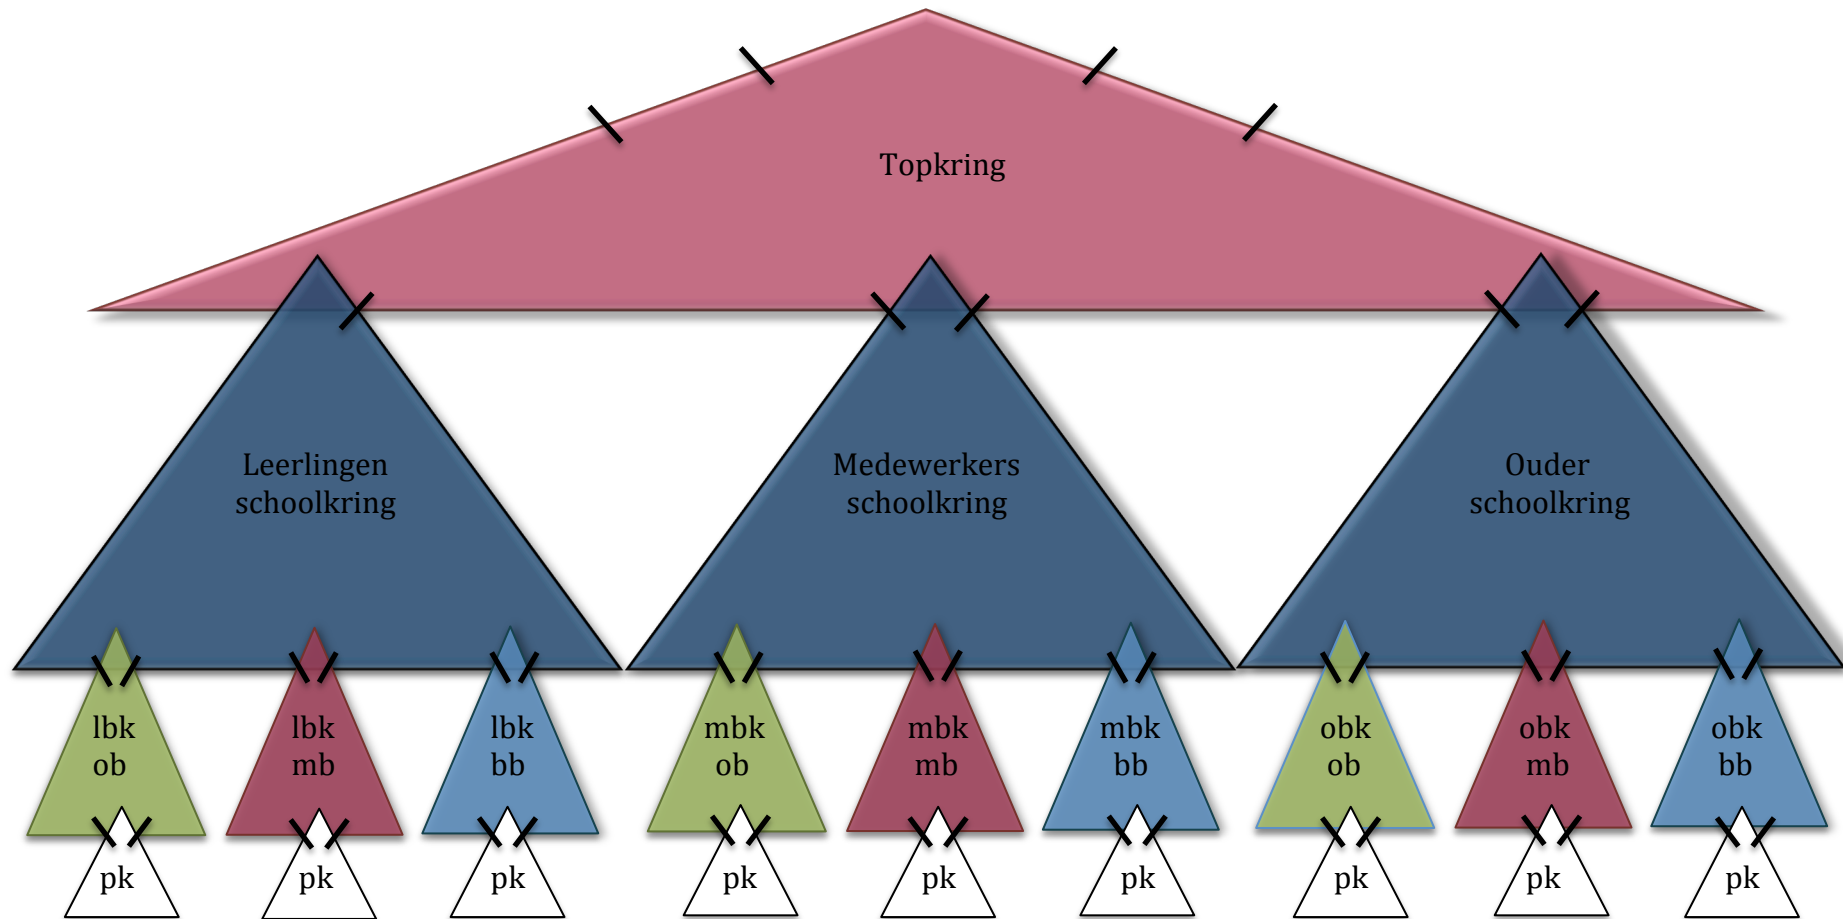 Topkring
Leerlingen
schoolkring
Medewerkers
schoolkring
Ouder
schoolkring
lbk
ob
lbk
mb
lbk
bb
mbk
ob
mbk
mb
mbk
bb
obk
ob
obk
mb
obk
bb
pk
pk
pk
pk
pk
pk
pk
pk
pk